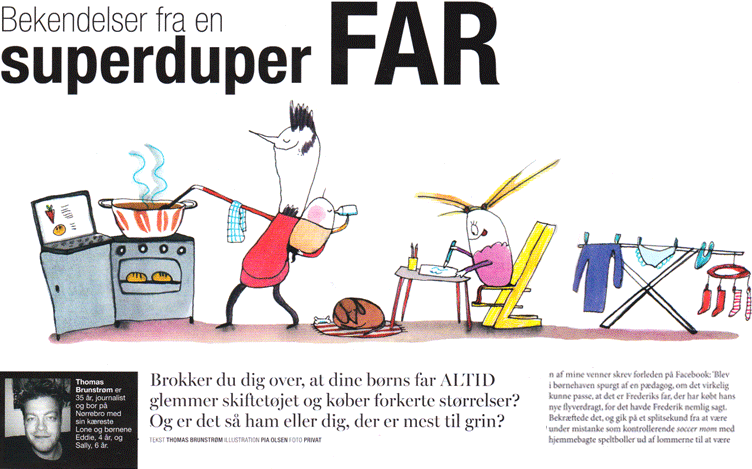 Bekendelser fra en
superduper FAR
Thomas
Brunstrøm er
35 år, journalist
og bor på
Nørrebro med
sin kæreste
Lone og børnene
Eddie, 4 år, og
Sally, 6 år.
Brokker du dig over, at dine børns far ALTID
glemmer skiftetøjet og køber forkerte størrelser?
Og er det så ham eller dig, der er mest til grin?
TEKST THOMAS BRUNSTRØM ILLUSTRATION PIA OLSEN FOTO PRIVAT
n af mine venner skrev forleden på Facebook: 'Blev
i børnehaven spurgt af en pædagog, om det virkelig
kunne passe, at det er Frederiks far, der har købt hans
nye flyverdragt, for det havde Frederik nemlig sagt.
Bekræftede det, og gik på et splitsekund fra at være
under mistanke som kontrollerende soccer mom med
hjemmebagte speltboller ud af lommerne til at være